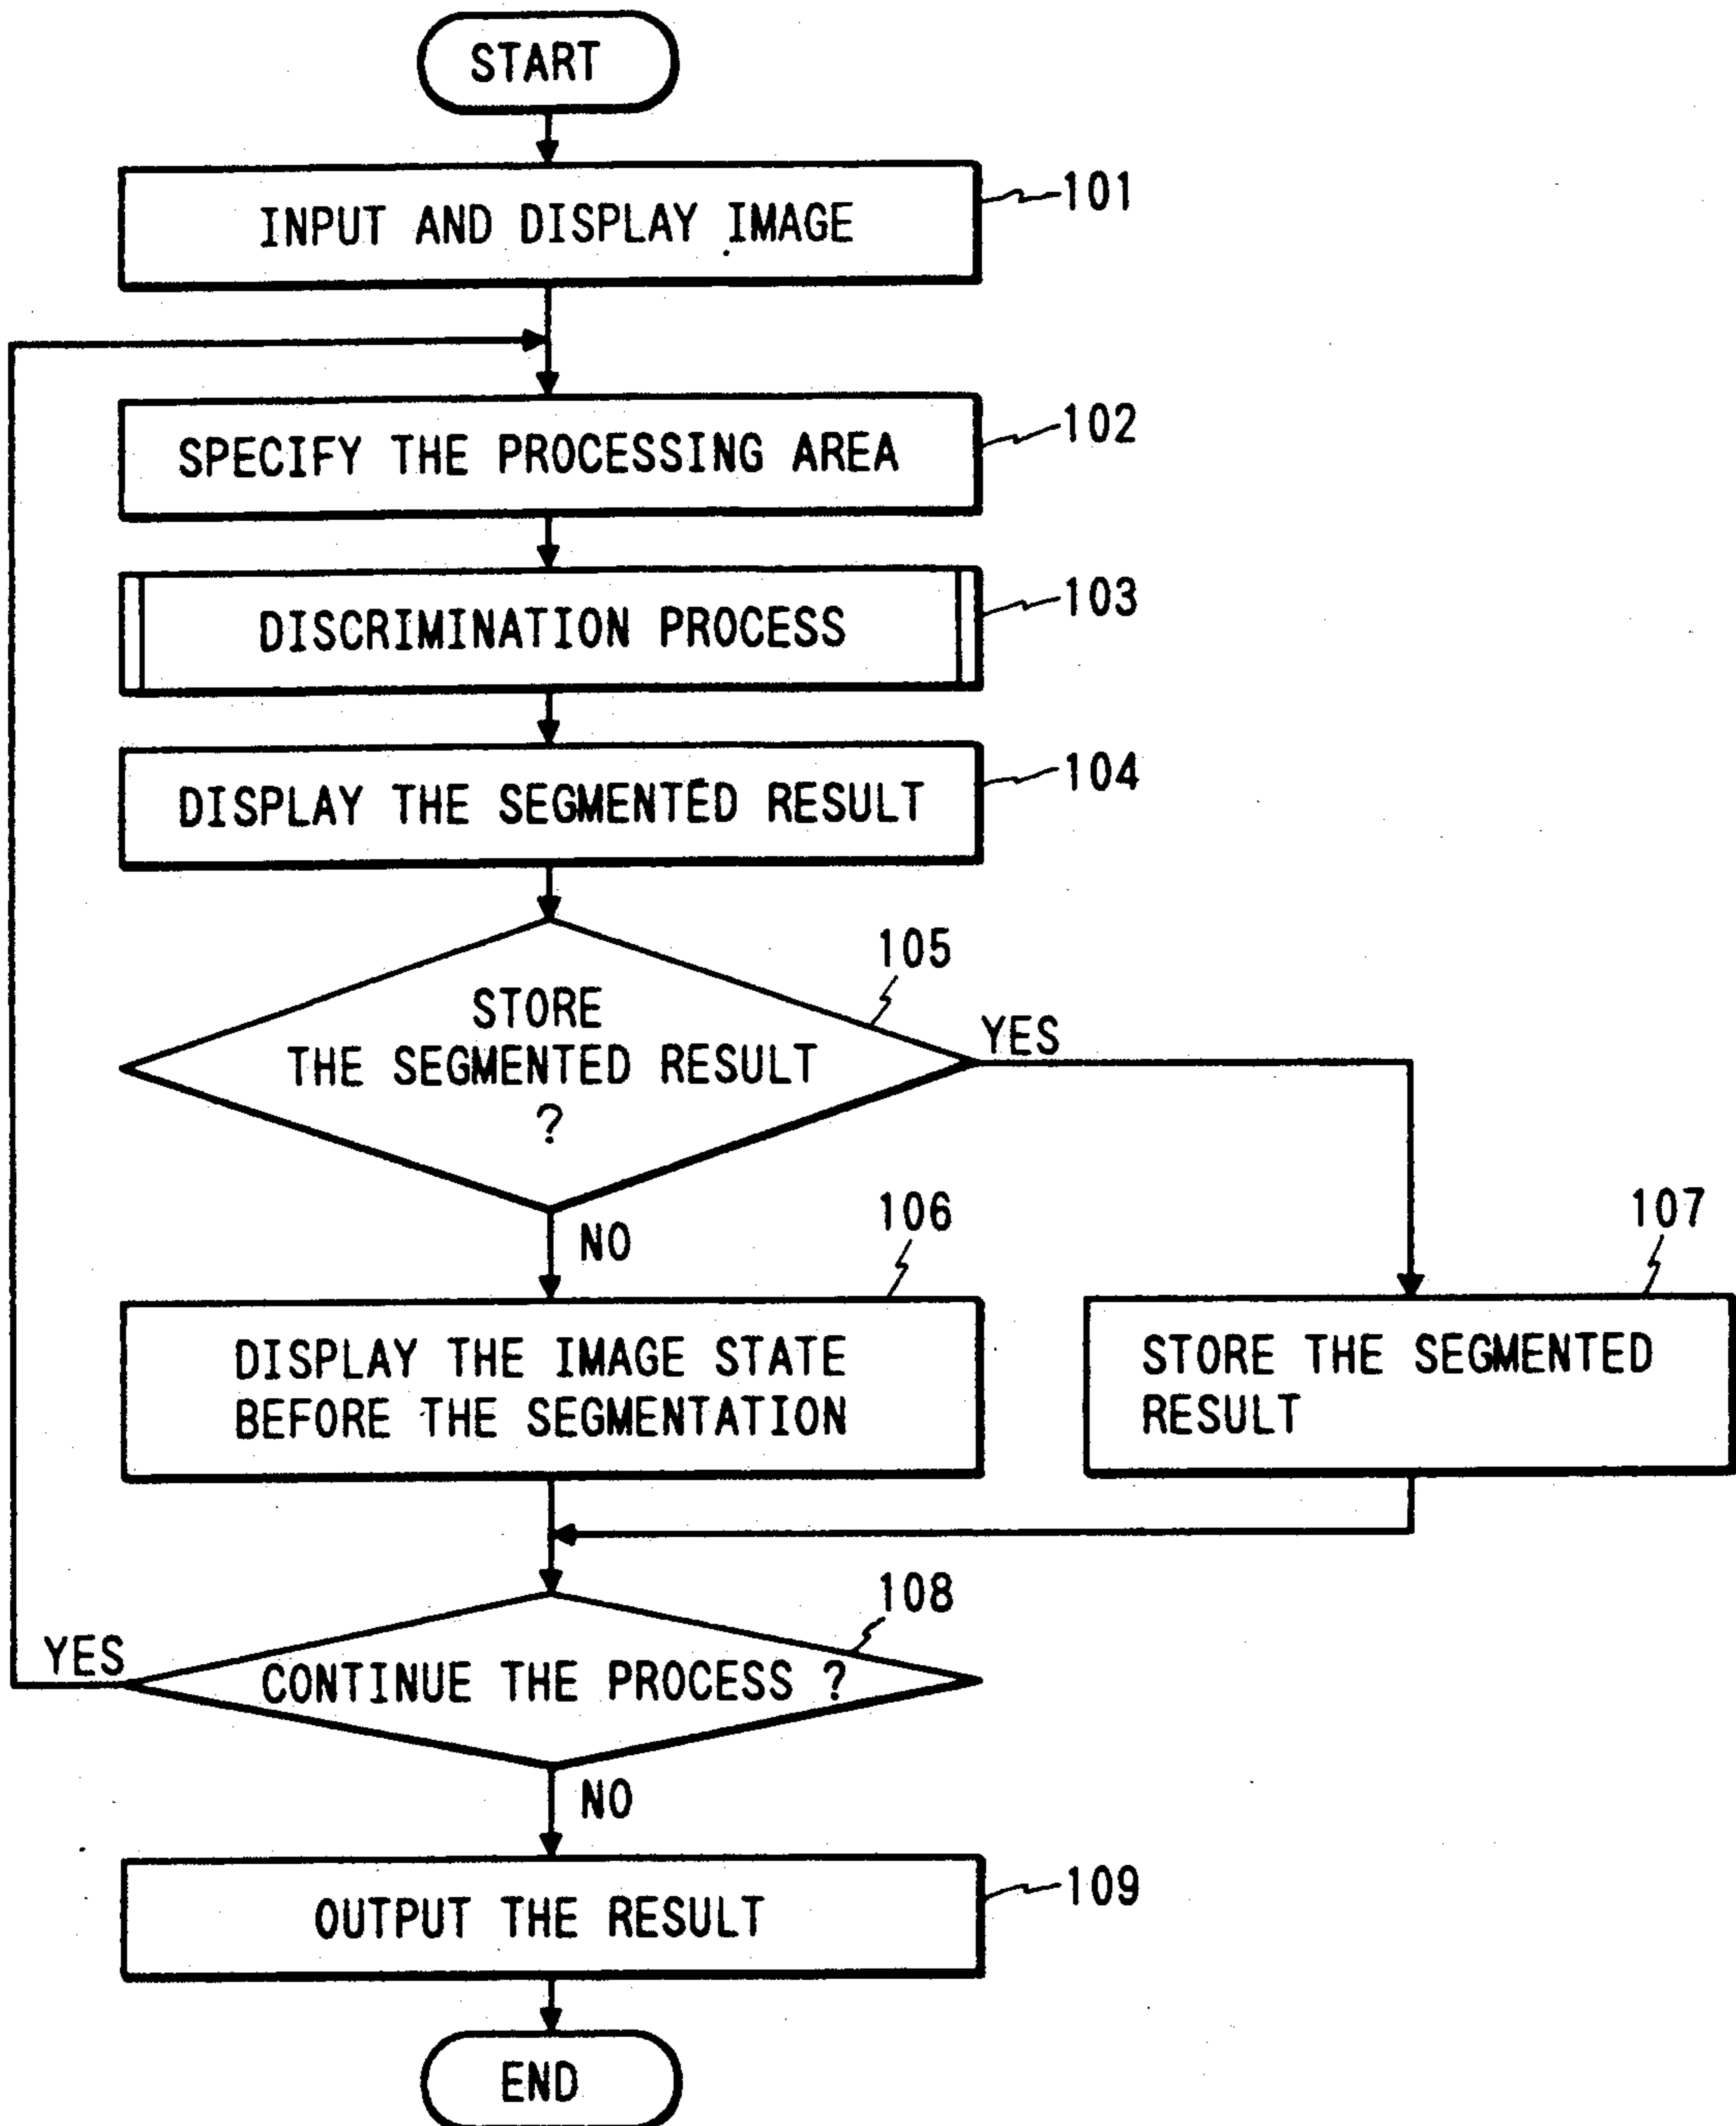 START
INPUT AND DISPLAY IMAGE
101
SPECIFY THE PROCESSING AREA
102
DISCRIMINATION PROCESS
103
DISPLAY THE SEGMENTED RESULT
104
105
STORE
THE SEGMENTED RESULT
?
YES
NO
106
DISPLAY THE IMAGE STATE
BEFORE THE SEGMENTATION
107
STORE THE SEGMENTED
RESULT
108
YES
CONTINUE THE PROCESS ?
NO
OUTPUT THE RESULT
109
END